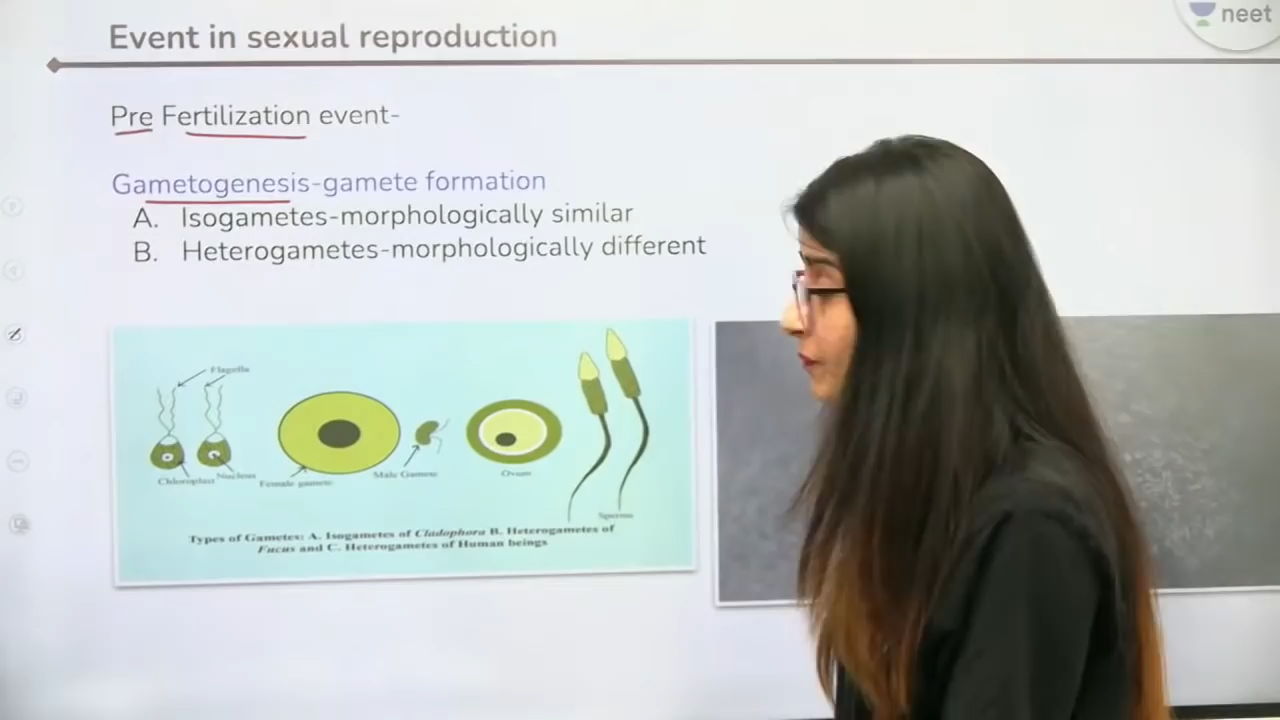 Event in sexual reproduction
neet
Pre Fertilization event-
Gametogenesis-gamete formation
A. Isogametes-morphologically similar
B. Heterogametes-morphologically different
Flagella
Chloroplast Nucleus
Female gamete
Male Gamete
Ovum
Sperms
Types of Gametes: A. Isogametes of Cladophora B. Heterogametes of
Fucus and C. Heterogametes of Human beings